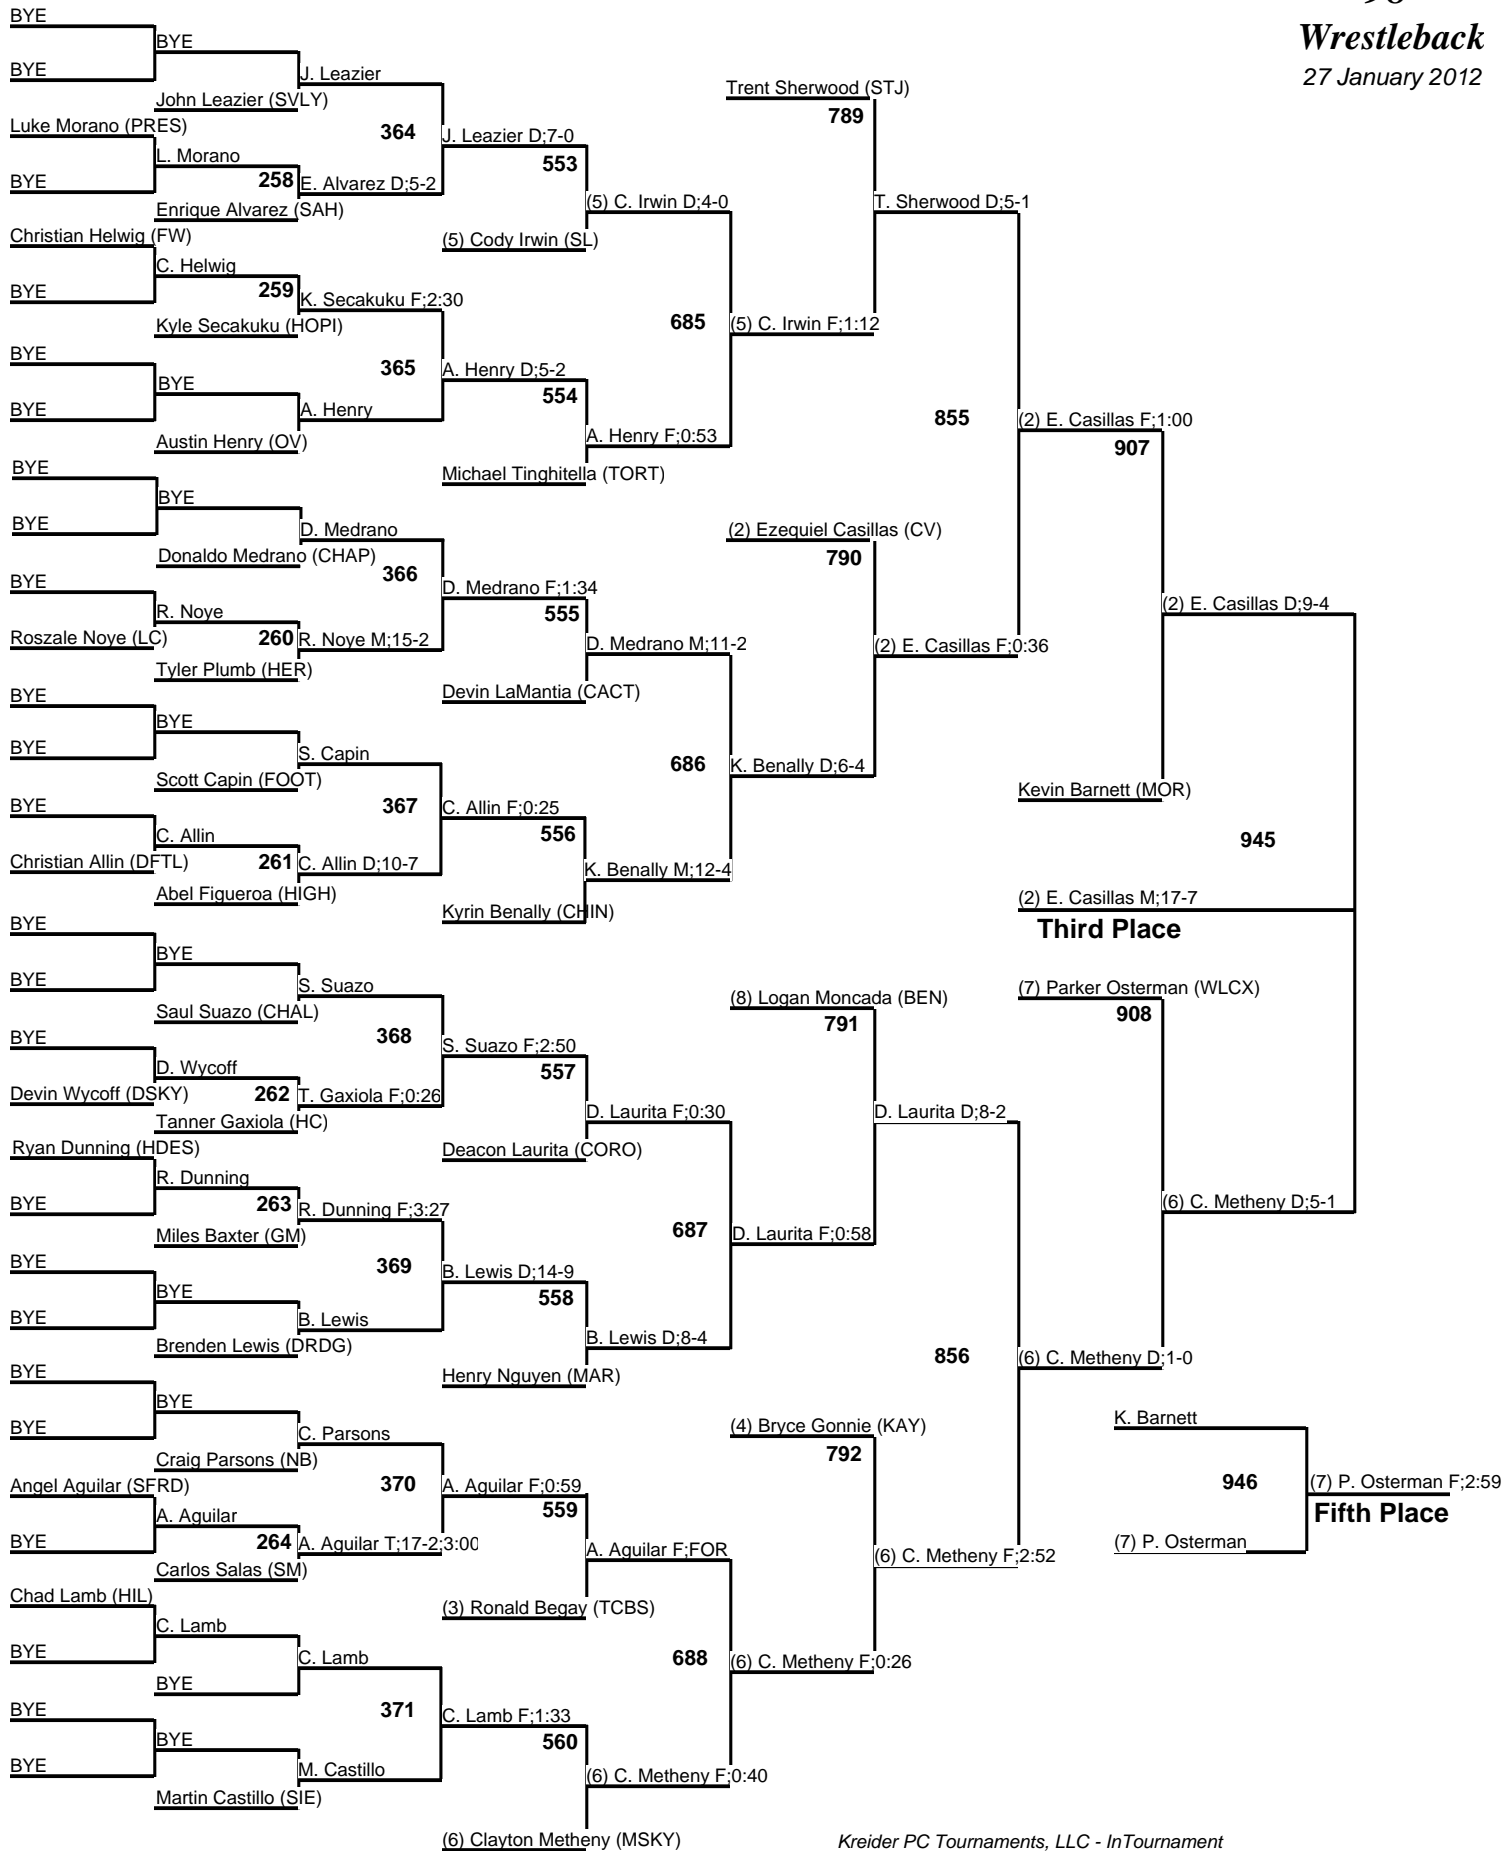 Wrestleback
27 January 2012
BYE
BYE
BYE
J. Leazier
John Leazier (SVLY)
Trent Sherwood (STJ)
789
Luke Morano (PRES)
364
J. Leazier D;7-0
L. Morano
553
BYE
258
E. Alvarez D;5-2
Enrique Alvarez (SAH)
(5) C. Irwin D;4-0
T. Sherwood D;5-1
Christian Helwig (FW)
(5) Cody Irwin (SL)
C. Helwig
BYE
259
K. Secakuku F;2:30
Kyle Secakuku (HOPI)
685
(5) C. Irwin F;1:12
BYE
365
A. Henry D;5-2
BYE
554
BYE
A. Henry
855
(2) E. Casillas F;1:00
Austin Henry (OV)
A. Henry F;0:53
907
BYE
Michael Tinghitella (TORT)
BYE
BYE
D. Medrano
(2) Ezequiel Casillas (CV)
Donaldo Medrano (CHAP)
790
366
BYE
D. Medrano F;1:34
R. Noye
555
(2) E. Casillas D;9-4
Roszale Noye (LC)
260
R. Noye M;15-2
D. Medrano M;11-2
(2) E. Casillas F;0:36
Tyler Plumb (HER)
Devin LaMantia (CACT)
BYE
BYE
BYE
S. Capin
686
K. Benally D;6-4
Scott Capin (FOOT)
Kevin Barnett (MOR)
BYE
367
C. Allin F;0:25
C. Allin
556
945
Christian Allin (DFTL)
261
C. Allin D;10-7
K. Benally M;12-4
Abel Figueroa (HIGH)
(2) E. Casillas M;17-7
Kyrin Benally (CHIN)
Third Place
BYE
BYE
BYE
S. Suazo
(8) Logan Moncada (BEN)
(7) Parker Osterman (WLCX)
Saul Suazo (CHAL)
791
908
BYE
368
S. Suazo F;2:50
D. Wycoff
557
Devin Wycoff (DSKY)
262
T. Gaxiola F;0:26
D. Laurita F;0:30
D. Laurita D;8-2
Tanner Gaxiola (HC)
Ryan Dunning (HDES)
Deacon Laurita (CORO)
R. Dunning
BYE
263
R. Dunning F;3:27
(6) C. Metheny D;5-1
Miles Baxter (GM)
687
D. Laurita F;0:58
BYE
369
B. Lewis D;14-9
BYE
558
BYE
B. Lewis
Brenden Lewis (DRDG)
B. Lewis D;8-4
856
(6) C. Metheny D;1-0
BYE
Henry Nguyen (MAR)
BYE
K. Barnett
BYE
C. Parsons
(4) Bryce Gonnie (KAY)
Craig Parsons (NB)
792
Angel Aguilar (SFRD)
370
A. Aguilar F;0:59
946
(7) P. Osterman F;2:59
A. Aguilar
559
Fifth Place
BYE
264
A. Aguilar T;17-2;3:00
A. Aguilar F;FOR
(6) C. Metheny F;2:52
(7) P. Osterman
Carlos Salas (SM)
Chad Lamb (HIL)
(3) Ronald Begay (TCBS)
C. Lamb
BYE
C. Lamb
688
(6) C. Metheny F;0:26
BYE
BYE
371
C. Lamb F;1:33
BYE
560
BYE
M. Castillo
(6) C. Metheny F;0:40
Martin Castillo (SIE)
(6) Clayton Metheny (MSKY)
Kreider PC Tournaments, LLC - InTournament